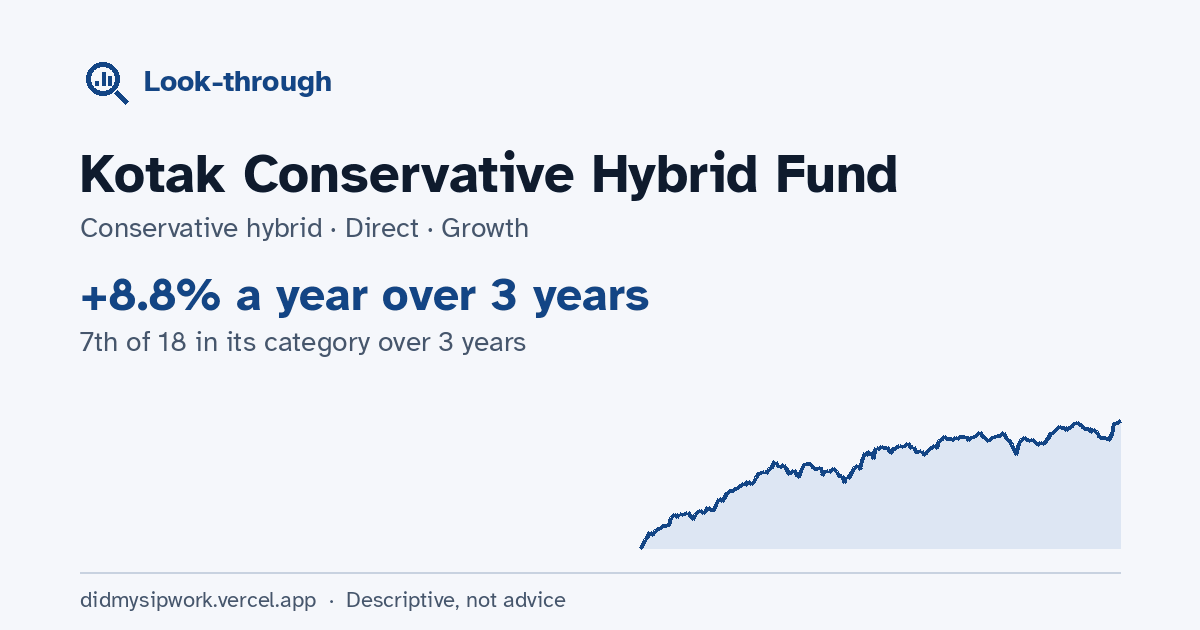 Look-through
Kotak Conservative Hybrid Fund
Conservative hybrid · Direct · Growth
+8.8% a year over 3 years
7th of 18 in its category over 3 years
didmysipwork.vercel.app · Descriptive, not advice